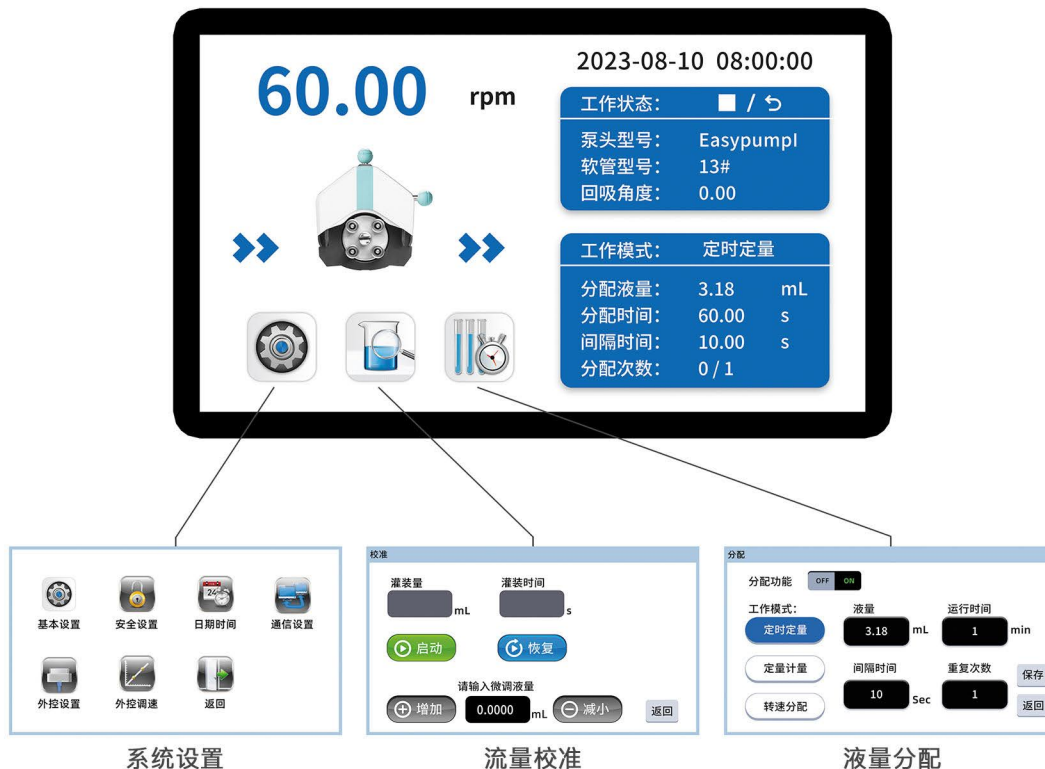 60.00 rpm
2023-08-10 08:00:00
工作状态： /
泵头型号： EasypumpI
软管型号： 13#
回吸角度： 0.00
工作模式： 定时定量
分配液量： 3.18 mL
分配时间： 60.00 s
间隔时间： 10.00 s
分配次数： 0 / 1
24
基本设置 安全设置 日期时间 通信设置
外控设置 外控调速 返回
系统设置
校准
灌装量 灌装时间
mL s
启动 恢复
请输入微调液量
增加 0.0000 mL 减小 返回
流量校准
分配
分配功能 OFF ON
工作模式： 液量 运行时间
定时定量 3.18 mL 1 min
定量计量 间隔时间 重复次数 保存
转速分配 10 Sec 1 返回
液量分配